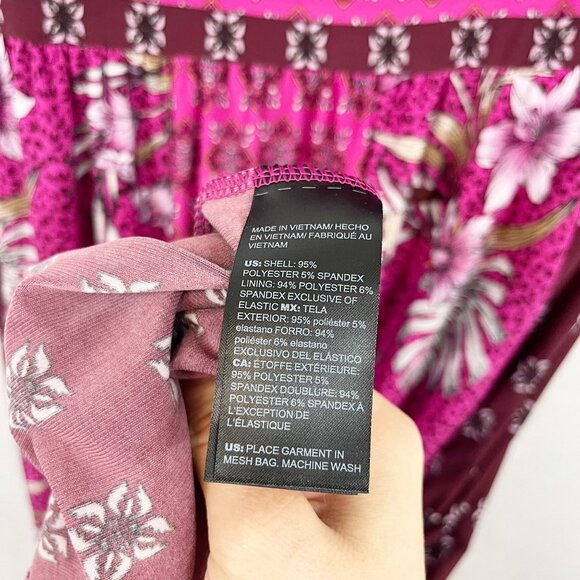 MADE IN VIETNAM/ HECHO
EN VIETNAM/ FABRIQUÉ AU
VIETNAM
US: SHELL: 95%
POLYESTER 5% SPANDEX
LINING: 94% POLYESTER 6%
SPANDEX EXCLUSIVE OF
ELASTIC MX: TELA
EXTERIOR: 95% poliéster 5%
elastano FORRO: 94%
poliéster 6% elastano
EXCLUSIVO DEL ELÁSTICO
CA: ÉTOFFE EXTÉRIEURE:
95% POLYESTER 5%
SPANDEX DOUBLURE: 94%
POLYESTER 6% SPANDEX À
L'EXCEPTION DE
L'ÉLASTIQUE
US: PLACE GARMENT IN
MESH BAG. MACHINE WASH